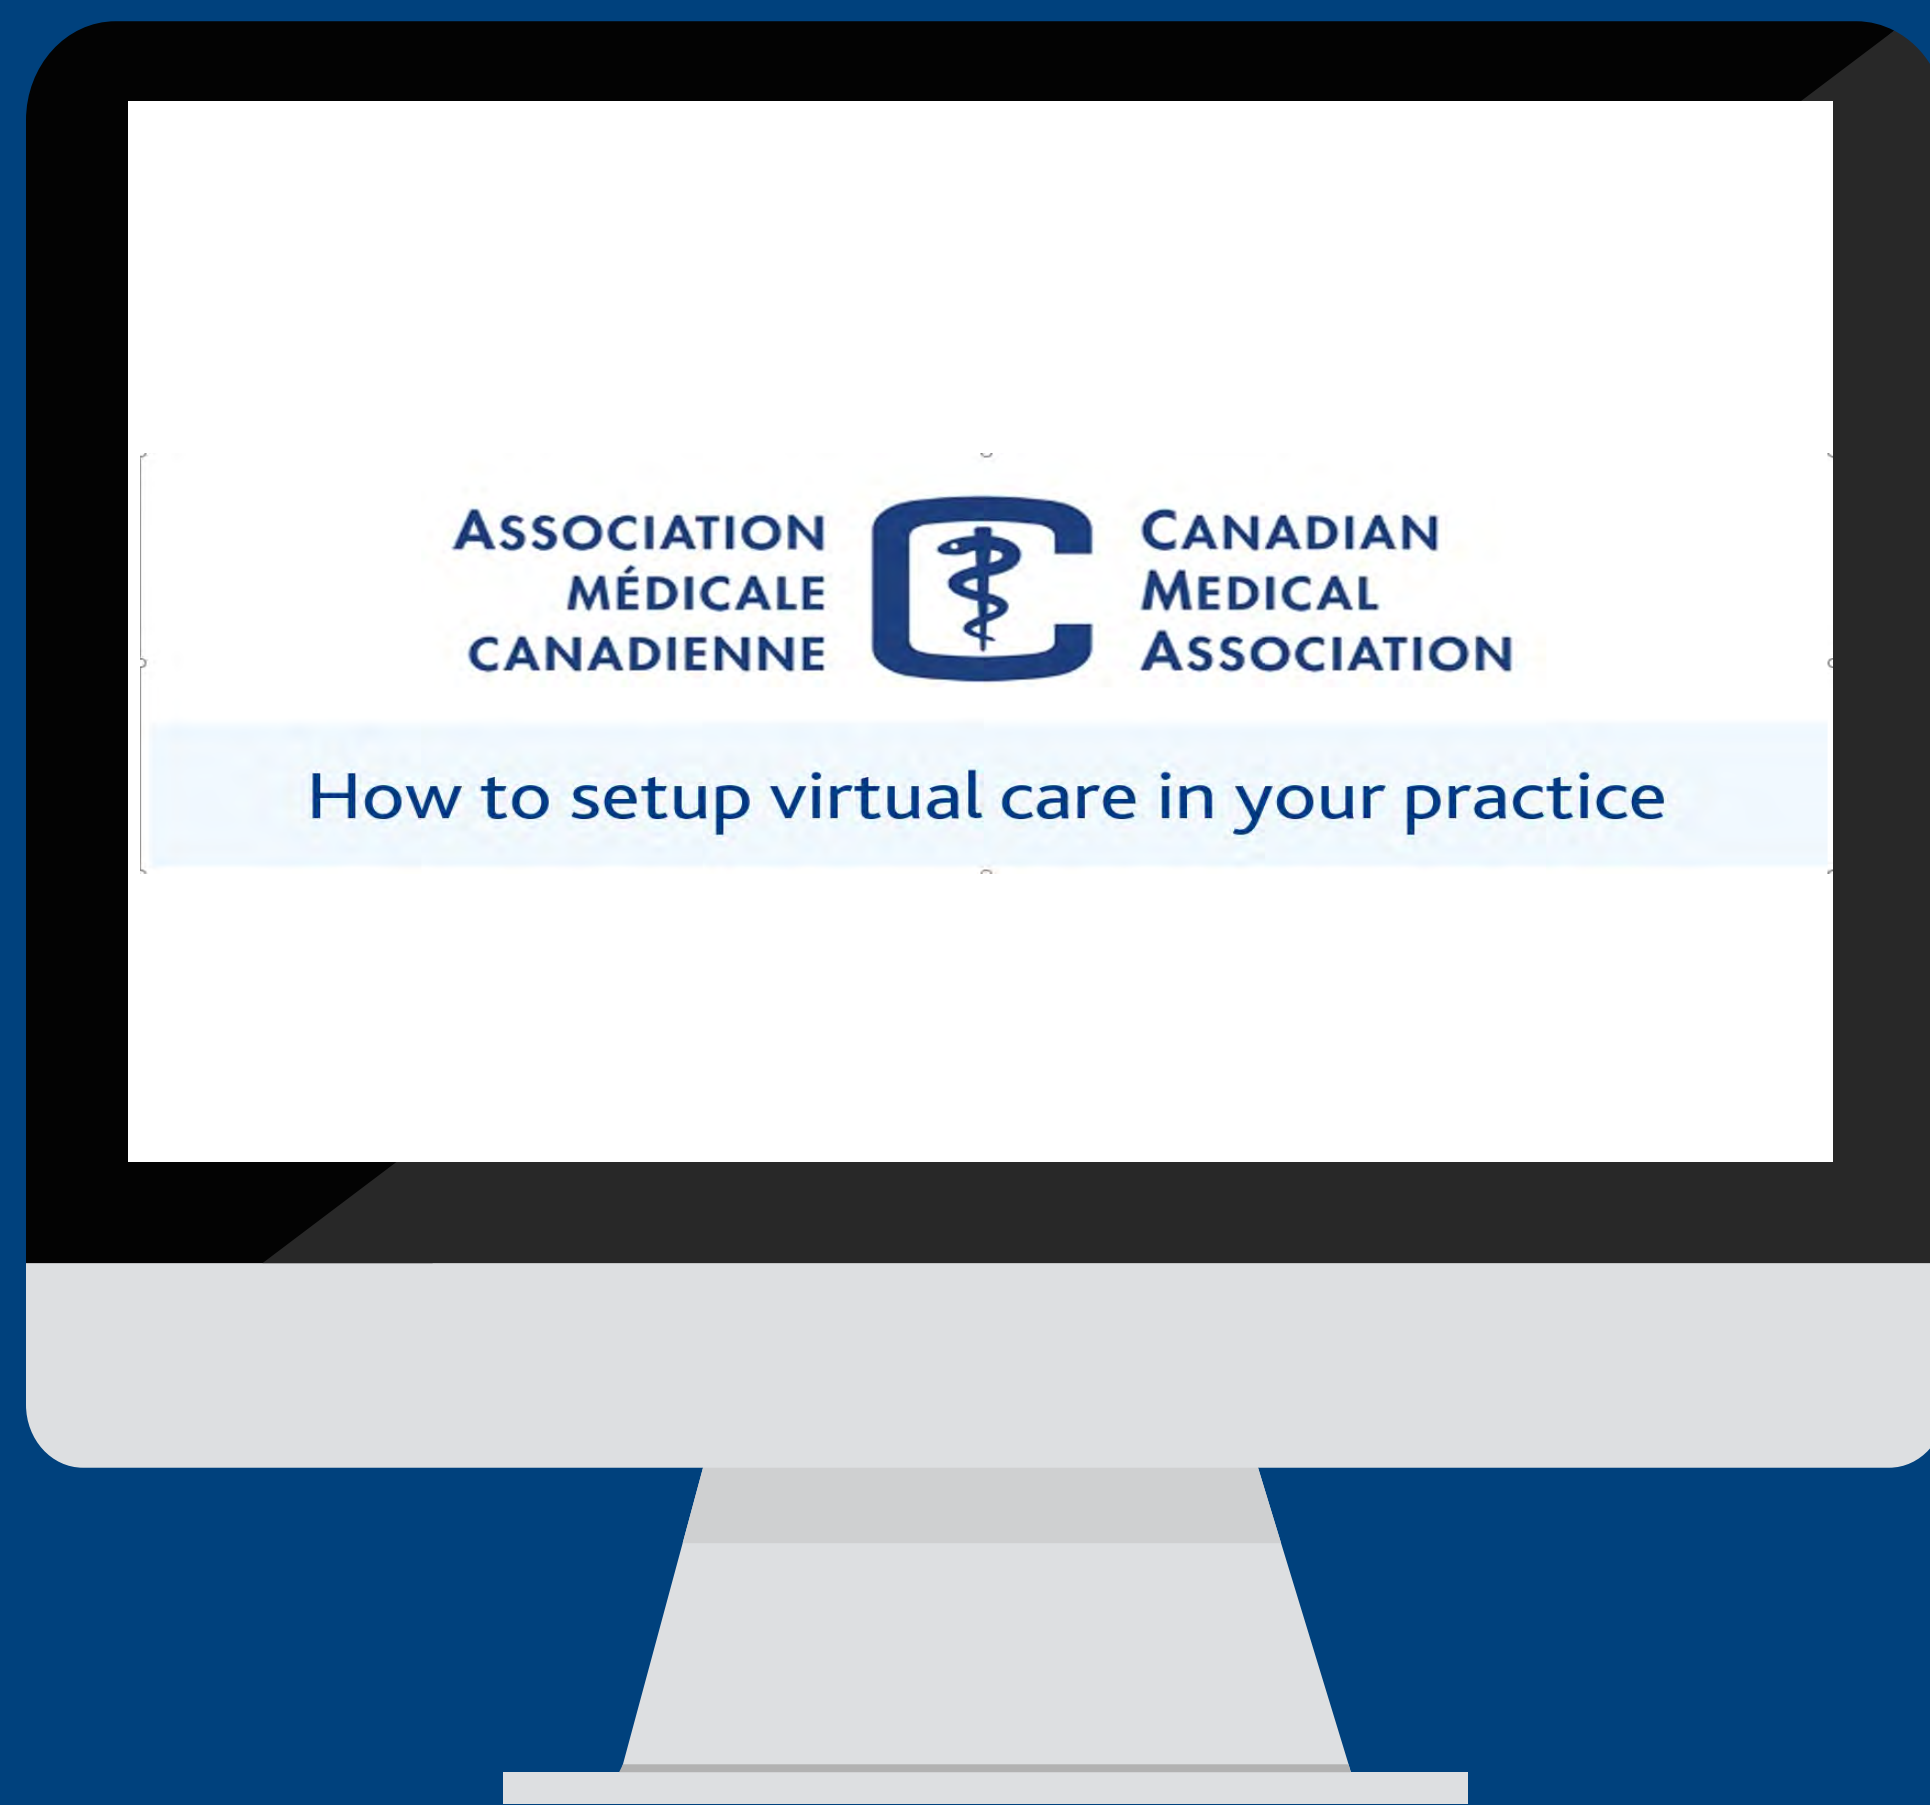 ASSOCIATION
MÉDICALE
CANADIENNE
CANADIAN
MEDICAL
ASSOCIATION
How to setup virtual care in your practice